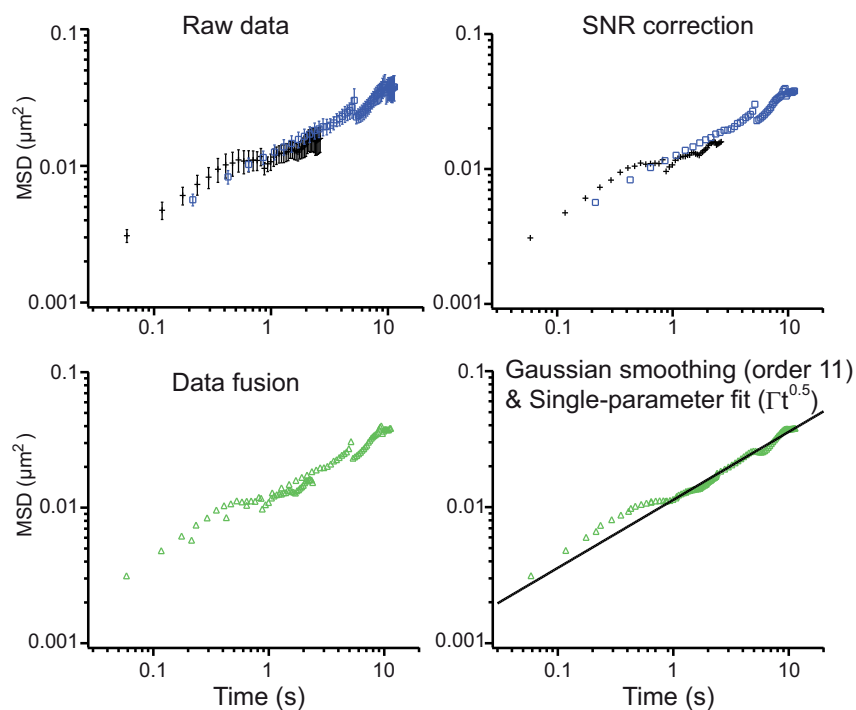 Raw data
SNR correction
0.1
0.01
0.001
MSD (µm²)
0.1 1 10
0.1
0.01
0.001
MSD (µm²)
0.1 1 10
Data fusion
Gaussian smoothing (order 11)
& Single-parameter fit (Γt^0.5)
0.1
0.01
0.001
MSD (µm²)
0.1 1 10
Time (s)
0.1
0.01
0.001
0.1 1 10
Time (s)